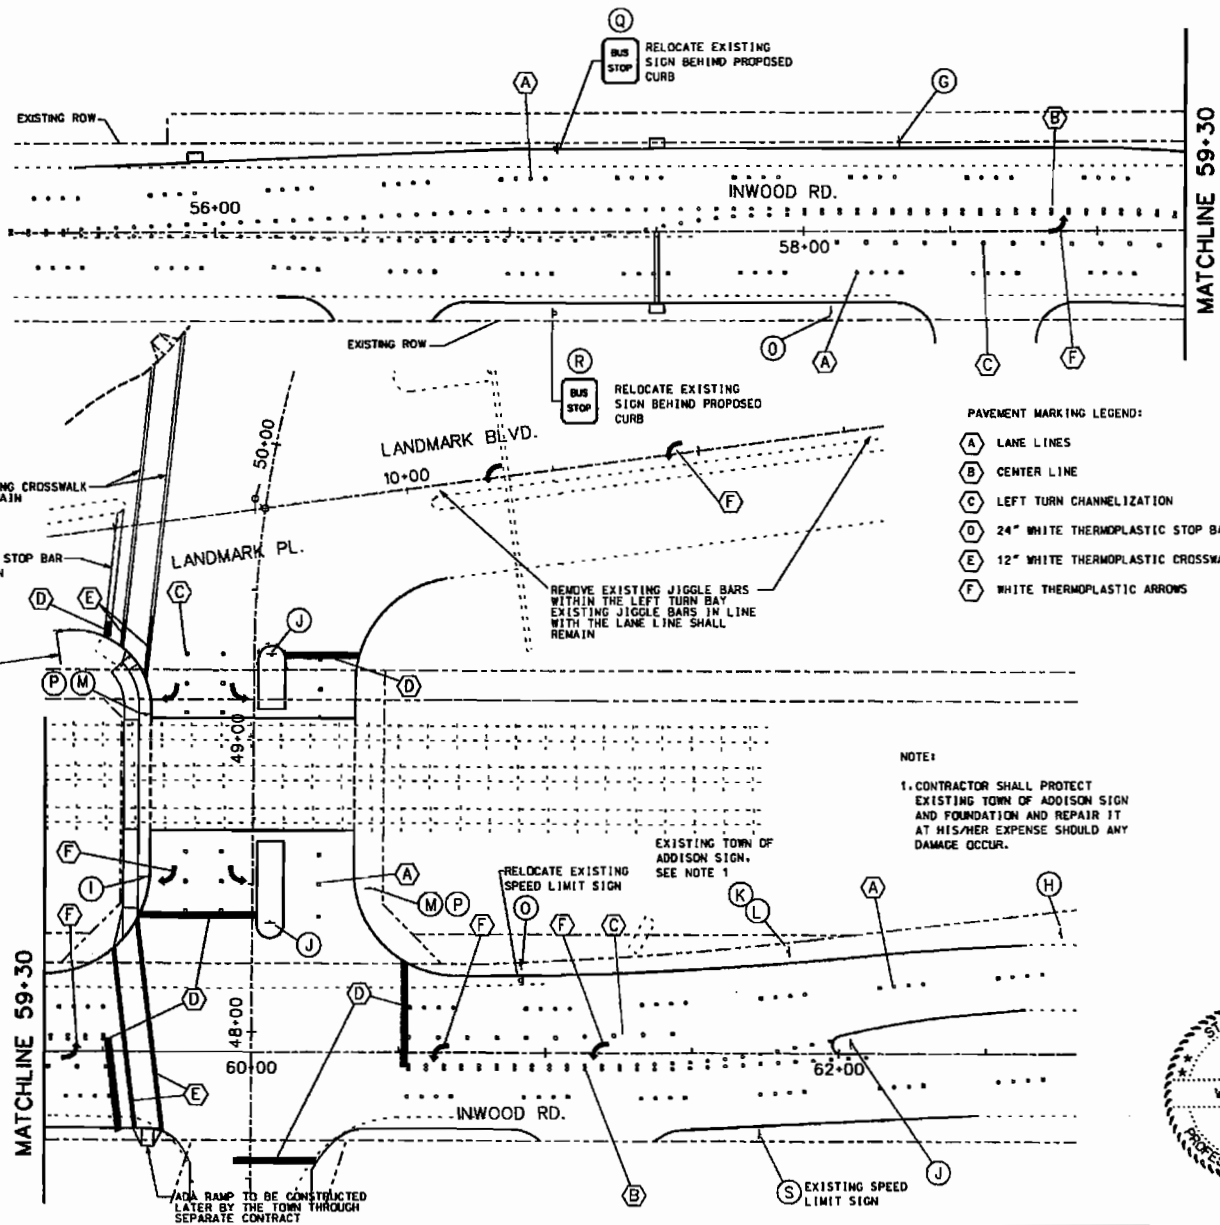 Q
BUS
STOP
RELOCATE EXISTING
SIGN BEHIND PROPOSED
CURB
A
G
B
EXISTING ROW
INWOOD RD.
56+00
58+00
MATCHLINE 59+30
EXISTING ROW
O
A
C
F
R
BUS
STOP
RELOCATE EXISTING
SIGN BEHIND PROPOSED
CURB
PAVEMENT MARKING LEGEND:
A LANE LINES
B CENTER LINE
C LEFT TURN CHANNELIZATION
D 24" WHITE THERMOPLASTIC STOP BA
E 12" WHITE THERMOPLASTIC CROSSWA
F WHITE THERMOPLASTIC ARROWS
50+00
LANDMARK BLVD.
10+00
F
NG CROSSWALK
AIN
LANDMARK PL.
STOP BAR
N
D
E
C
J
REMOVE EXISTING JIGGLE BARS
WITHIN THE LEFT TURN BAY
EXISTING JIGGLE BARS IN LINE
WITH THE LANE LINE SHALL
REMAIN
P
M
D
49+00
NOTE:
1. CONTRACTOR SHALL PROTECT
EXISTING TOWN OF ADDISON SIGN
AND FOUNDATION AND REPAIR IT
AT HIS/HER EXPENSE SHOULD ANY
DAMAGE OCCUR.
EXISTING TOWN OF
ADDISON SIGN.
SEE NOTE 1
RELOCATE EXISTING
SPEED LIMIT SIGN
F
I
A
M
P
O
F
F
C
K
L
A
H
F
J
D
D
MATCHLINE 59+30
48+00
60+00
62+00
E
INWOOD RD.
B
S
EXISTING SPEED
LIMIT SIGN
J
ADA RAMP TO BE CONSTRUCTED
LATER BY THE TOWN THROUGH
SEPARATE CONTRACT
ST
PROFES